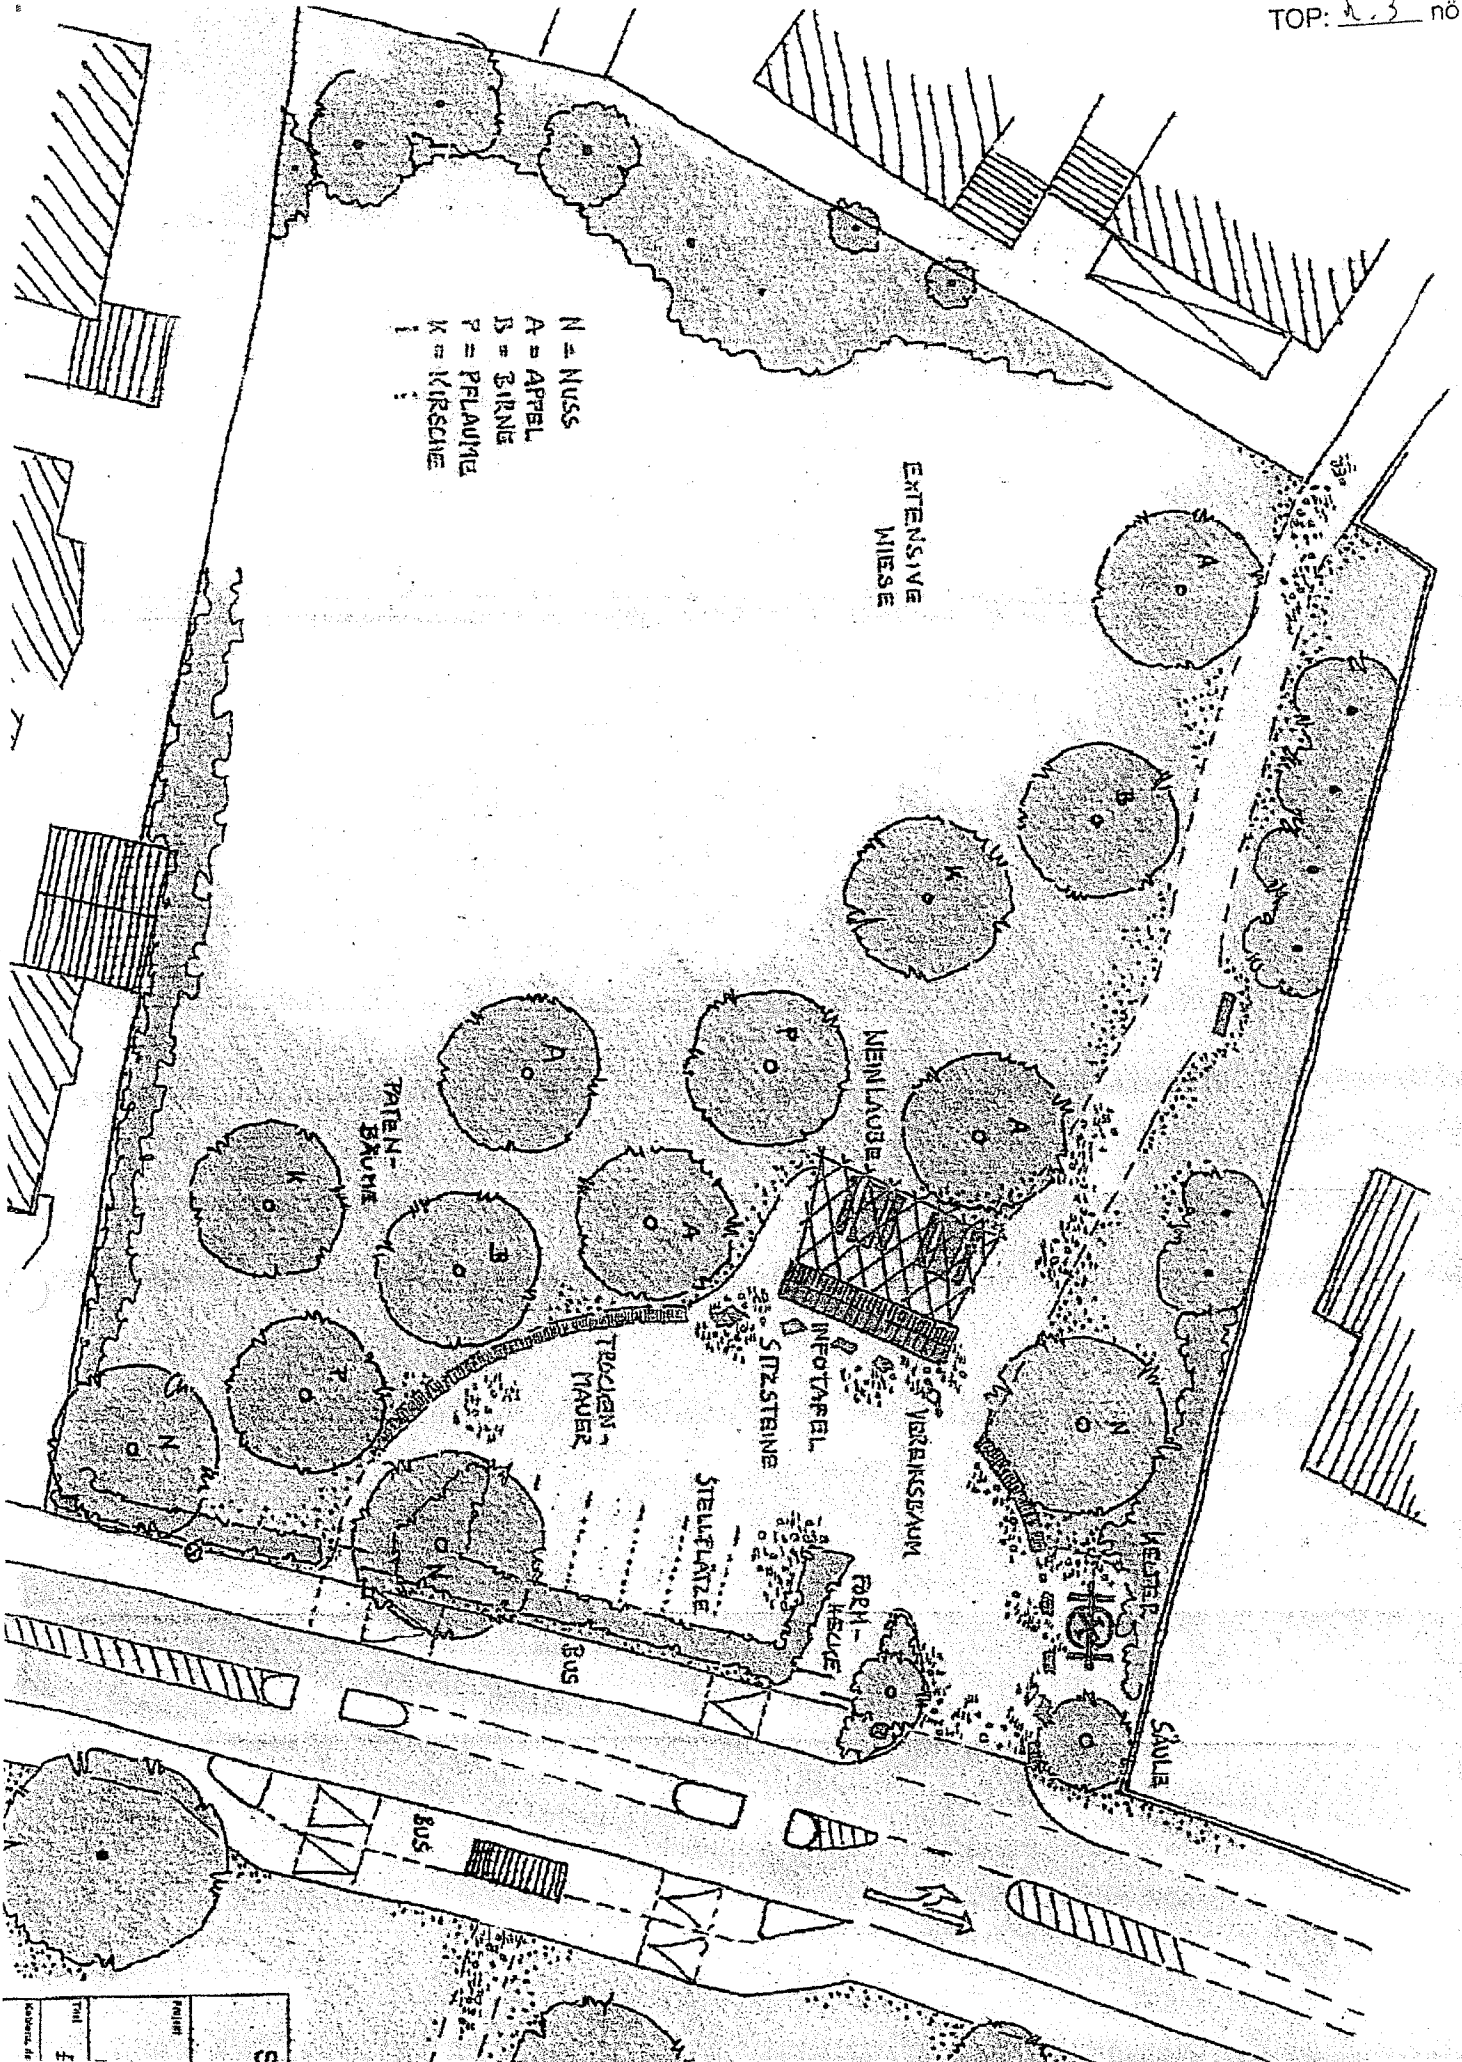 TOP: nö
N = NUSS
A = APFEL
B = BIRNE
P = PFLAUME
K = KIRSCHE
EXTENSIVE
WIESE
A
B
K
A
P
WEINLAUBE
A
PATEN-
BÄUME
K
B
A
P
N
N
TROCKEN-
MAUER
SITZSTEINE
INFOTAFEL
VEREINSBAUM
N
STELLPLÄTZE
FORM-
HECKE
KELTER
SÄULE
BUS
BUS
Titel